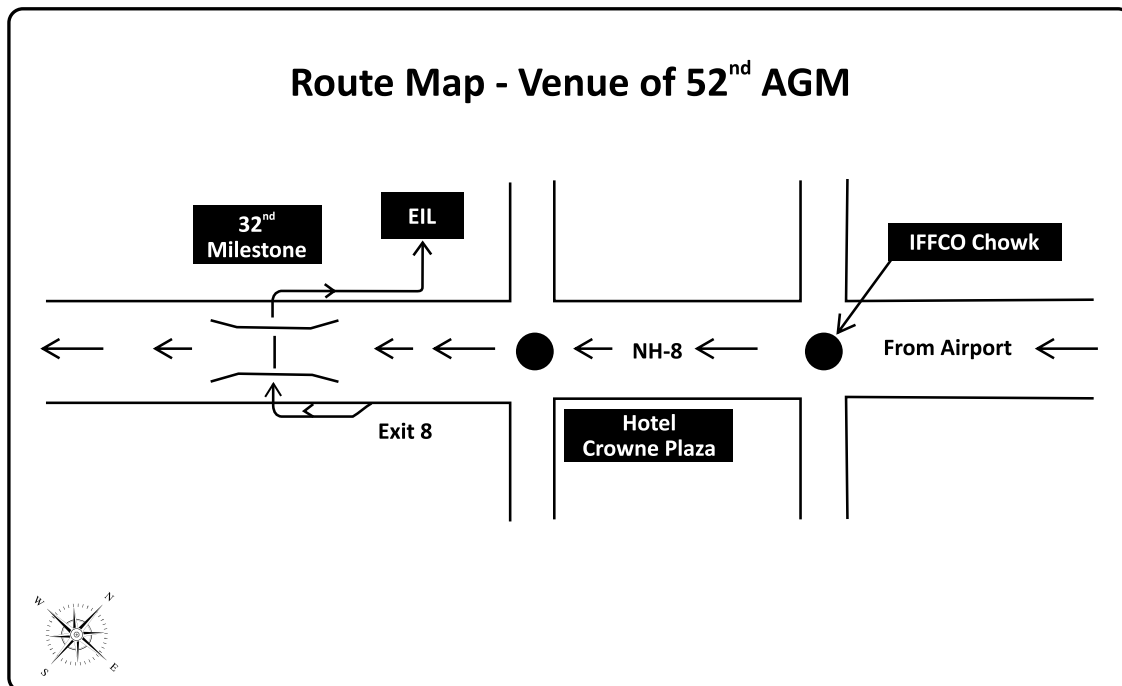 Route Map - Venue of 52nd AGM
32nd
Milestone
EIL
IFFCO Chowk
NH-8
From Airport
Exit 8
Hotel
Crowne Plaza
W
N
S
E